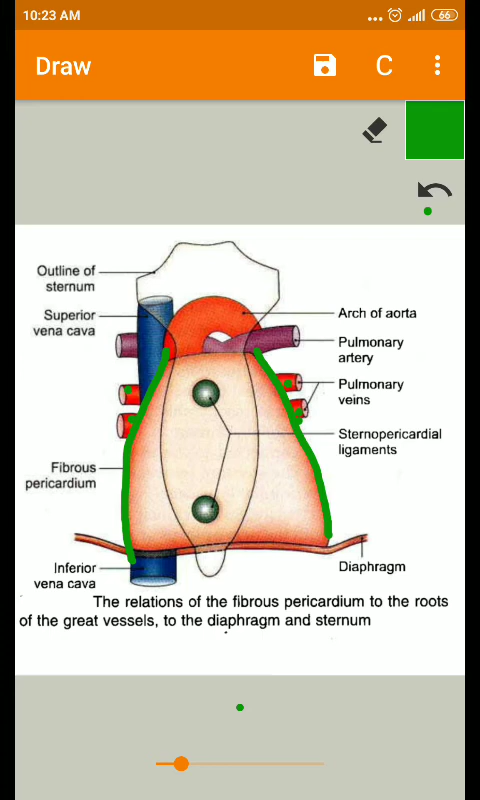 10:23 AM
66
Draw
C
Outline of
sternum
Superior
vena cava
Arch of aorta
Pulmonary
artery
Pulmonary
veins
Sternopericardial
ligaments
Fibrous
pericardium
Inferior
vena cava
Diaphragm
The relations of the fibrous pericardium to the roots
of the great vessels, to the diaphragm and sternum